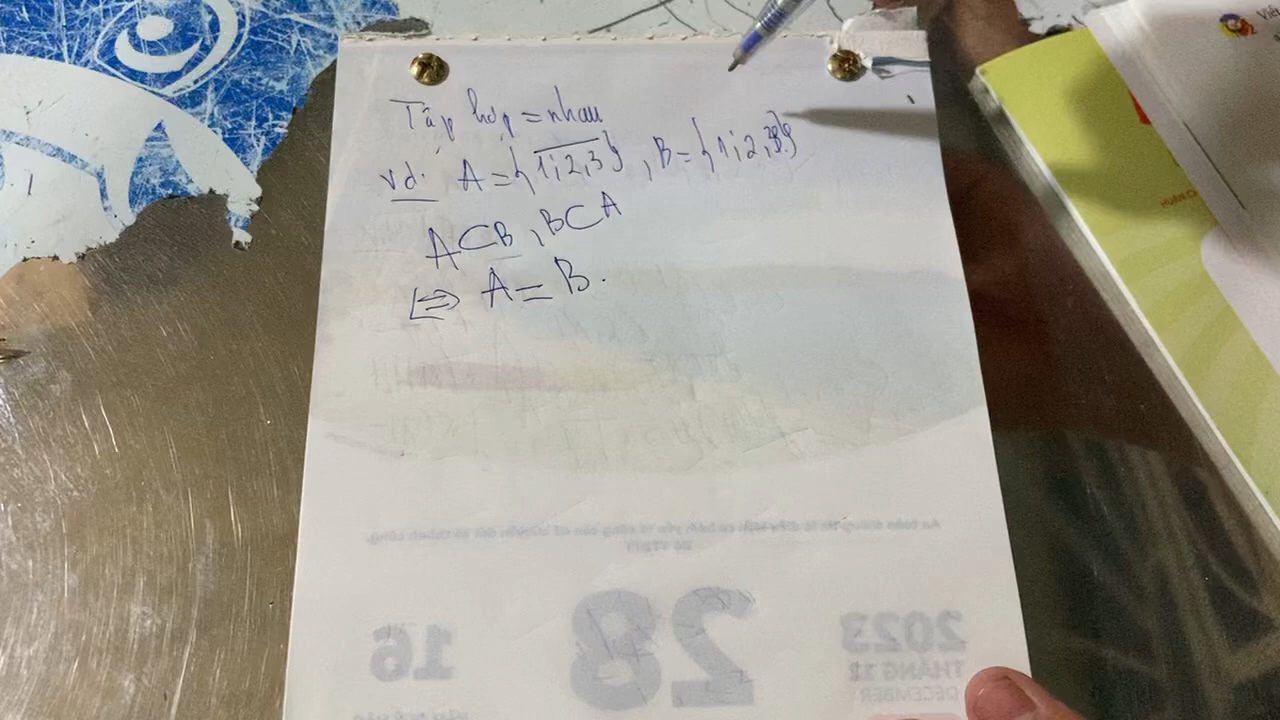 Tập hợp = nhau
vd: A = {1; 2; 3}, B = {1; 2; 3}
A ⊂ B, B ⊂ A
⇔ A = B.
28
16
2023
THÁNG 12
DECEMBER